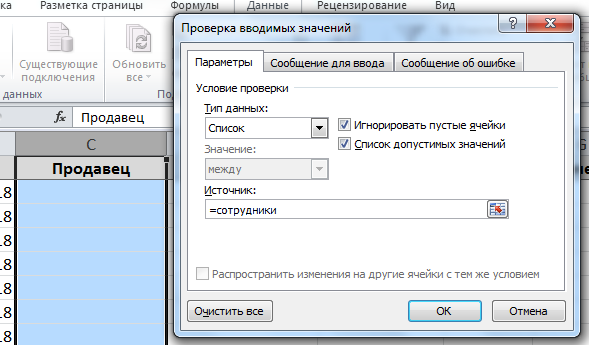 Разметка страницы Формулы Данные Рецензирование Вид
Проверка вводимых значений
Параметры Сообщение для ввода Сообщение об ошибке
Существующие подключения
Обновить все
данных
Условие проверки
Тип данных:
Список
Игнорировать пустые ячейки
Значение:
Список допустимых значений
между
Источник:
=сотрудники
Распространить изменения на другие ячейки с тем же условием
Очистить все ОК Отмена
fx Продавец
C
G
Продавец
18
18
18
18
18
18